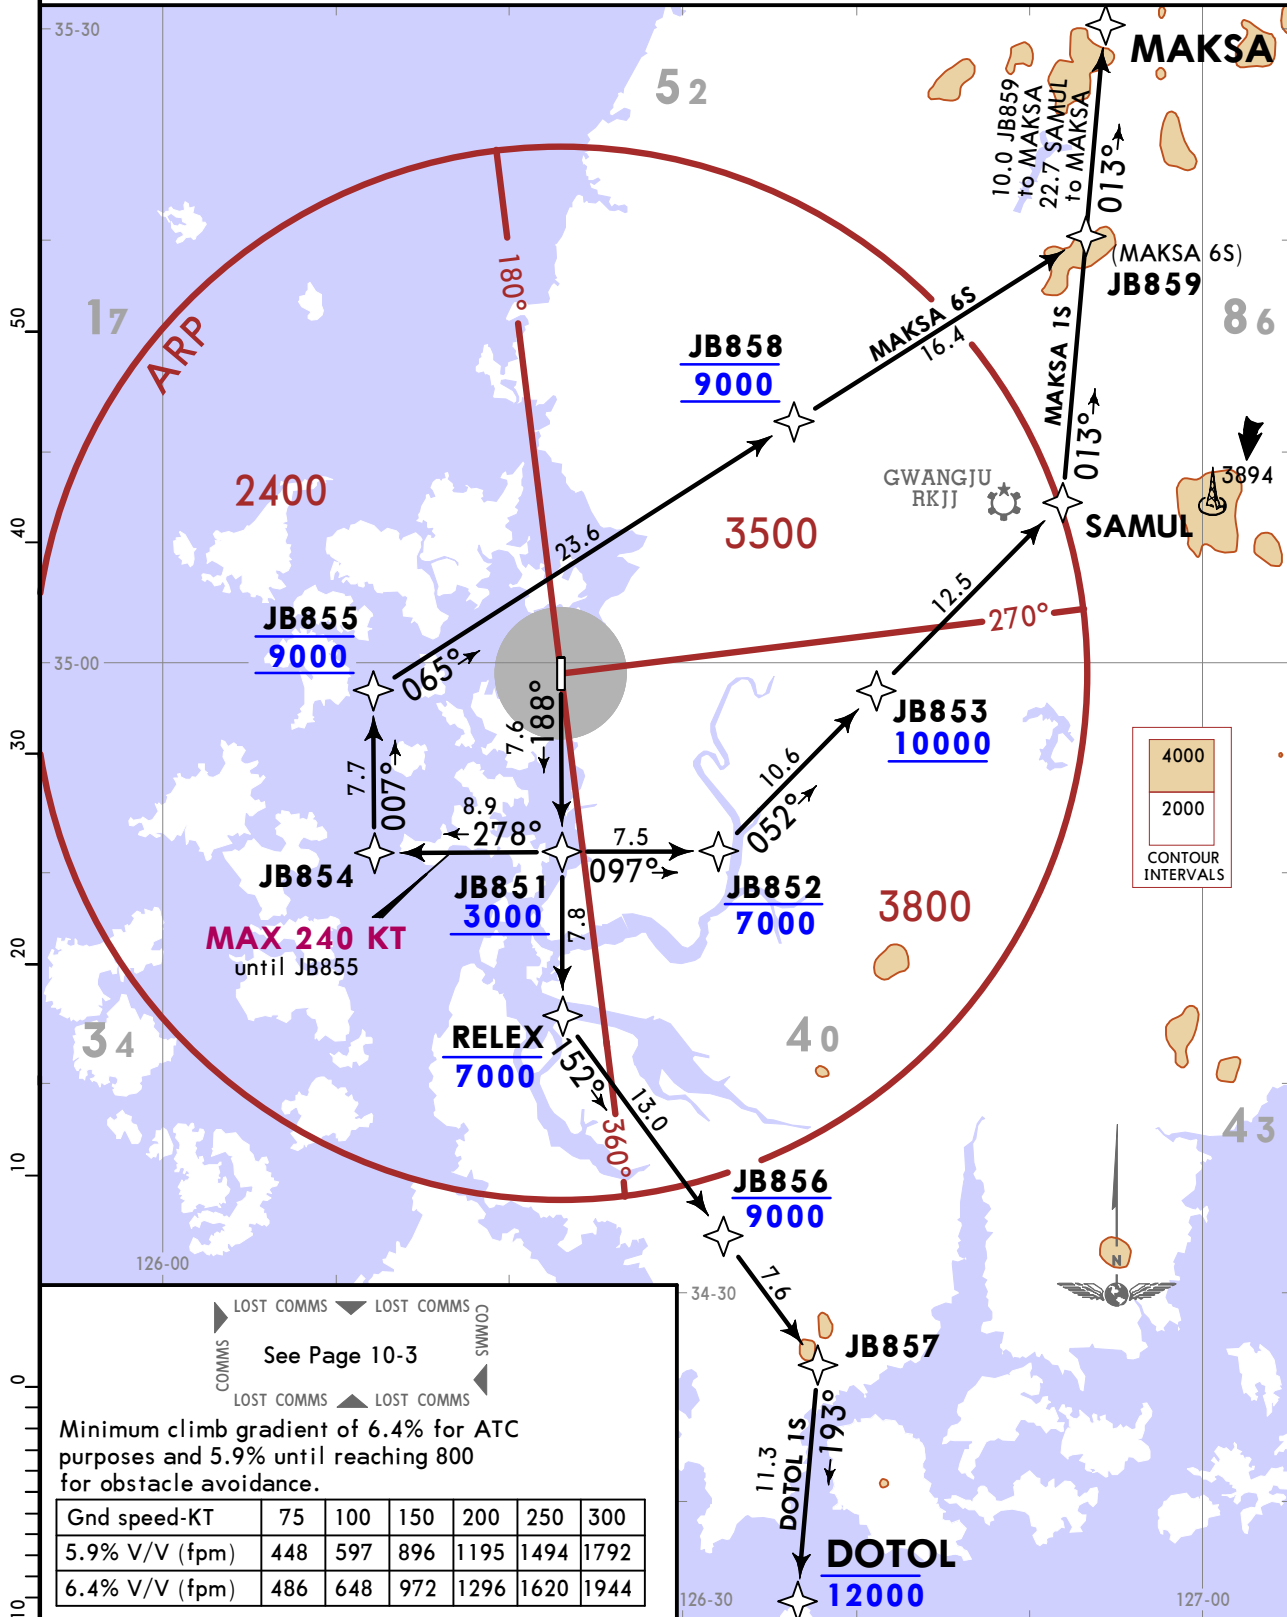 35-30
5 2
MAKSA
10.0 JB859
to MAKSA
22.7 SAMUL
to MAKSA
013°
180°
(MAKSA 6S)
JB859
17
ARP
50
MAKSA 6S
16.4
JB858
9000
MAKSA 1S
8 6
013°
3894
2400
GWANGJU
RKJJ
3500
SAMUL
40
23.6
12.5
JB855
9000
270°
35-00
065°
188°
7.6
JB853
10000
30
7.7
007°
10.6
052°
4000
2000
CONTOUR
INTERVALS
8.9
278°
7.5
097°
JB854
JB851
3000
JB852
7000
7.8
3800
MAX 240 KT
until JB855
20
34
RELEX
7000
152°
13.0
4 0
360°
4 3
10
JB856
9000
126-00
N
7.6
34-30
LOST COMMS LOST COMMS
COMMS
COMMS
See Page 10-3
LOST COMMS LOST COMMS
JB857
0
193°
11.3
DOTOL 1S
Minimum climb gradient of 6.4% for ATC
purposes and 5.9% until reaching 800
for obstacle avoidance.
Gnd speed-KT 75 100 150 200 250 300
5.9% V/V (fpm) 448 597 896 1195 1494 1792
6.4% V/V (fpm) 486 648 972 1296 1620 1944
DOTOL
12000
10
126-30
127-00